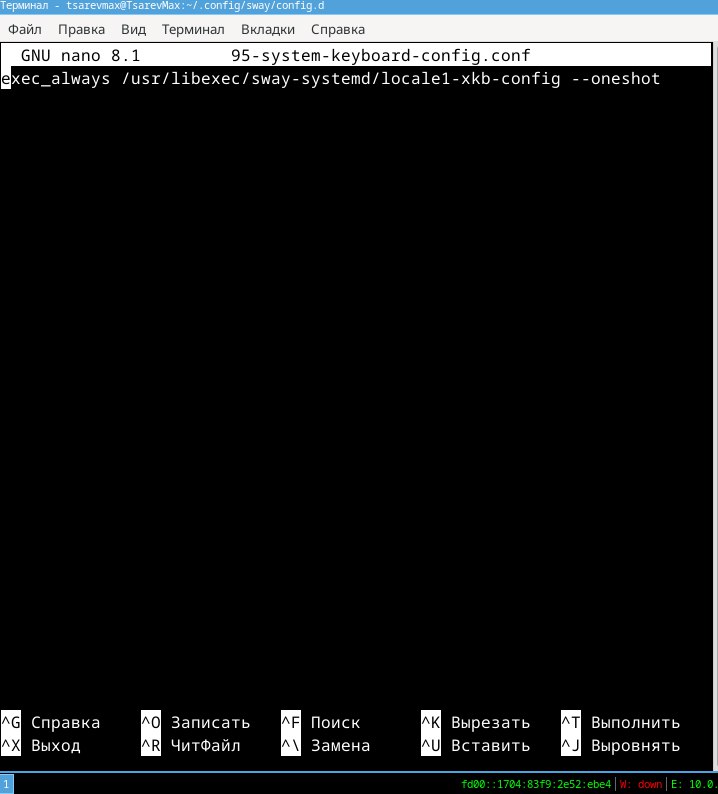 Терминал - tsarevmax@TsarevMax:~/.config/sway/config.d
Файл Правка Вид Терминал Вкладки Справка
GNU nano 8.1 95-system-keyboard-config.conf
exec_always /usr/libexec/sway-systemd/locale1-xkb-config --oneshot
^G Справка ^O Записать ^F Поиск ^K Вырезать ^T Выполнить
^X Выход ^R ЧитФайл ^\ Замена ^U Вставить ^J Выровнять
1 fd00::1704:83f9:2e52:ebe4 W: down E: 10.0.